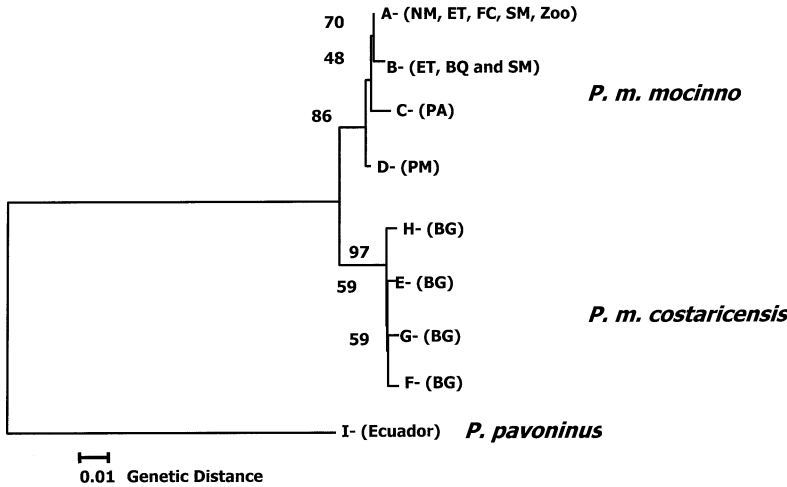 70
A- (NM, ET, FC, SM, Zoo)
48
B- (ET, BQ and SM)
P. m. mocinno
86
C- (PA)
D- (PM)
H- (BG)
97
59
E- (BG)
P. m. costaricensis
59
G- (BG)
F- (BG)
I- (Ecuador) P. pavoninus
0.01 Genetic Distance